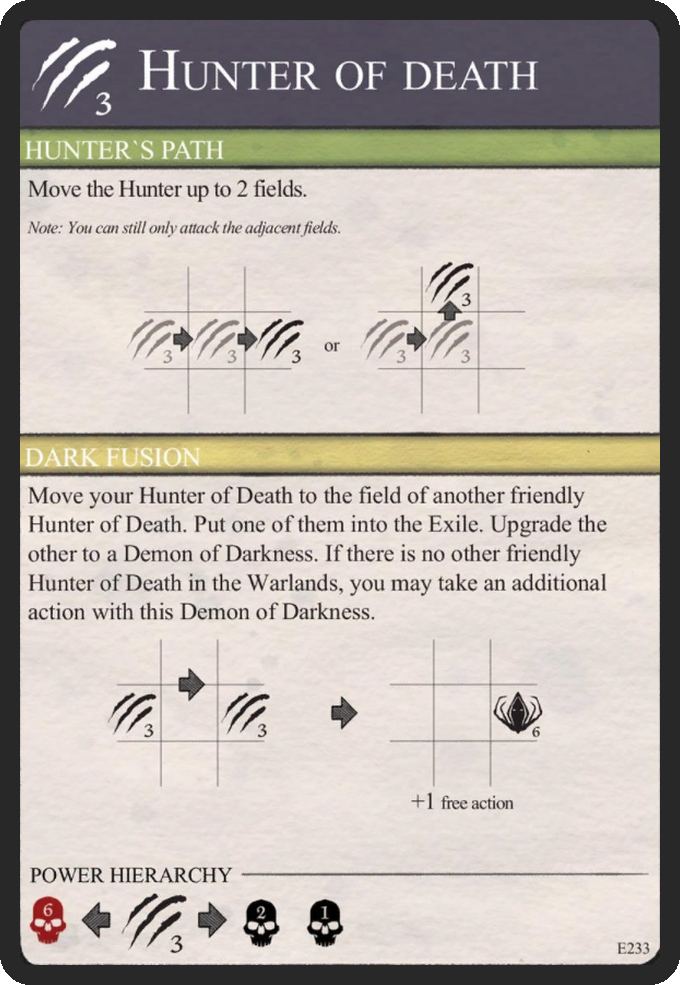 3
HUNTER OF DEATH
HUNTER`S PATH
Move the Hunter up to 2 fields.
Note: You can still only attack the adjacent fields.
3
3 3 3 or 3 3
DARK FUSION
Move your Hunter of Death to the field of another friendly
Hunter of Death. Put one of them into the Exile. Upgrade the
other to a Demon of Darkness. If there is no other friendly
Hunter of Death in the Warlands, you may take an additional
action with this Demon of Darkness.
3 3 6
+1 free action
POWER HIERARCHY
6 3 2 1
E233